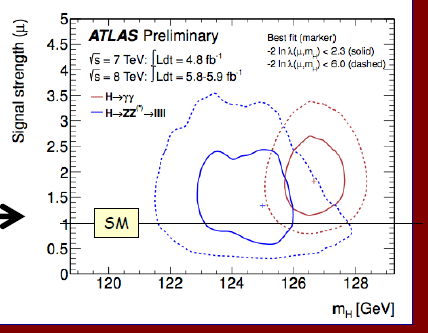 Signal strength (μ)
5
4.5
4
3.5
3
2.5
2
1.5
1
0.5
0
ATLAS Preliminary
√s = 7 TeV: ∫Ldt = 4.8 fb⁻¹
√s = 8 TeV: ∫Ldt = 5.8-5.9 fb⁻¹
H→γγ
H→ZZ⁽*⁾→llll
Best fit (marker)
-2 ln λ(μ,m_H) < 2.3 (solid)
-2 ln λ(μ,m_H) < 6.0 (dashed)
SM
120 122 124 126 128
m_H [GeV]